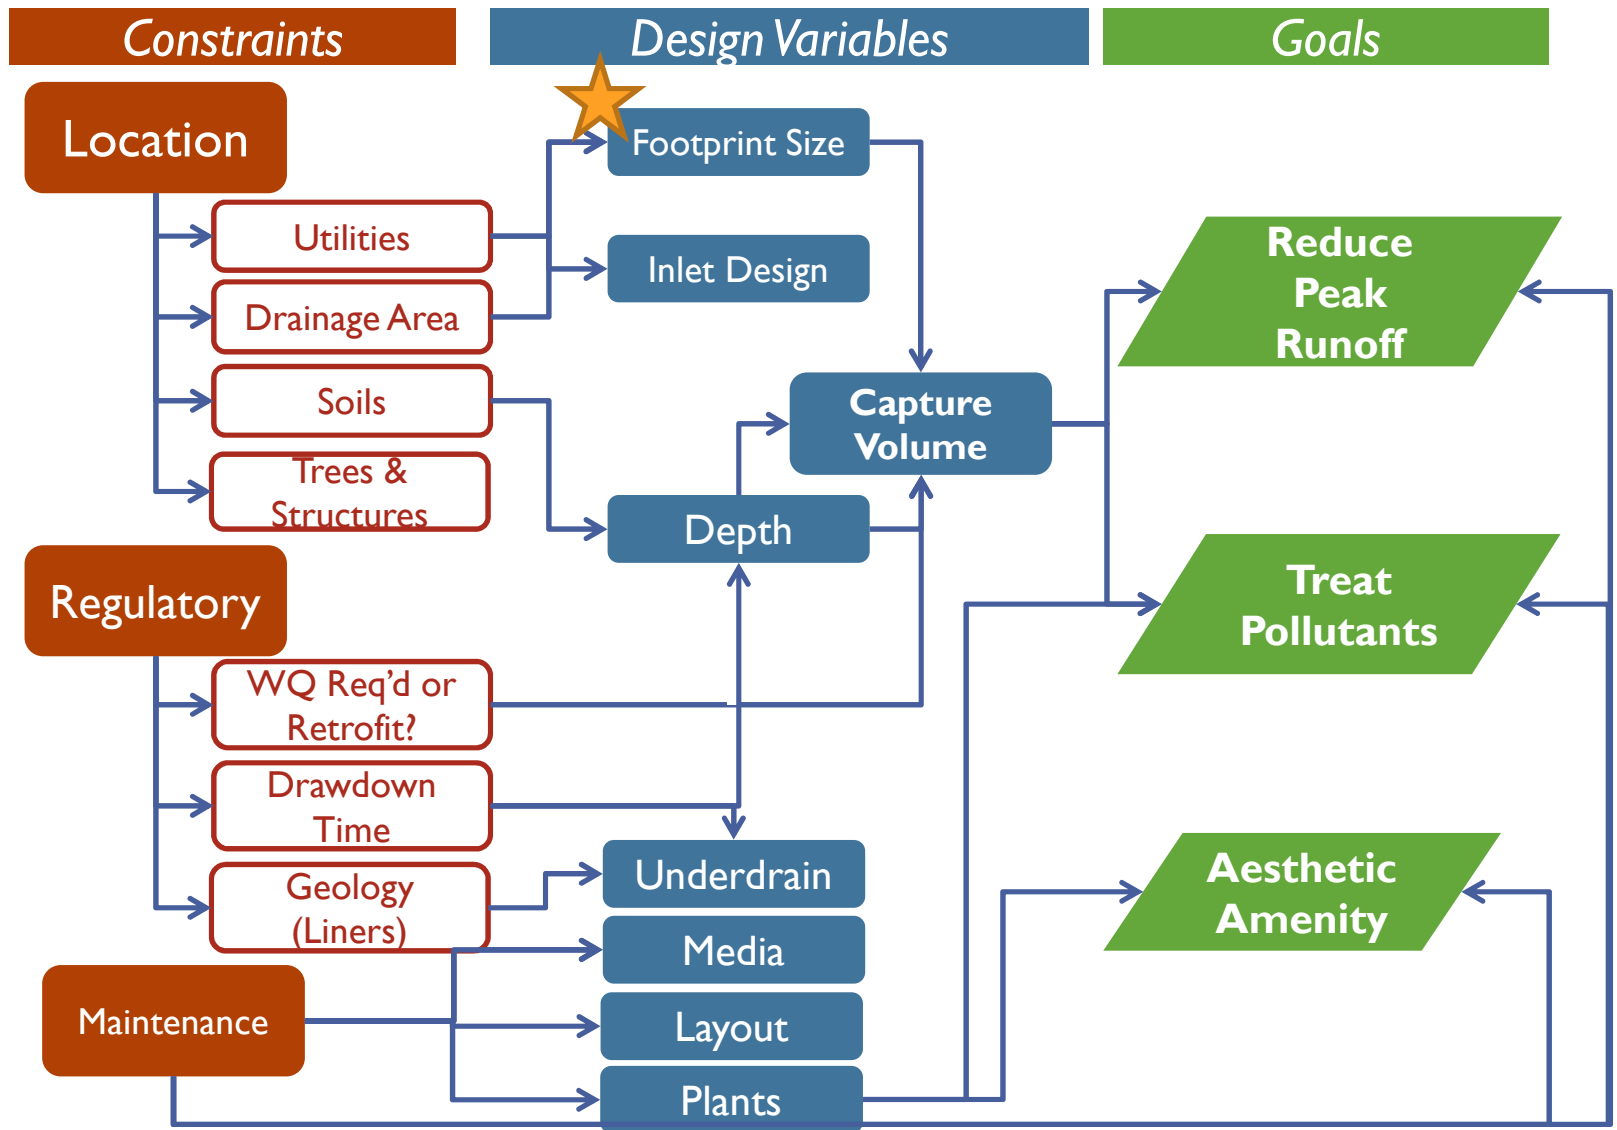 Constraints
Design Variables
Goals
Location
Utilities
Drainage Area
Soils
Trees &
Structures
Regulatory
WQ Req'd or
Retrofit?
Drawdown
Time
Geology
(Liners)
Maintenance
Footprint Size
Inlet Design
Capture
Volume
Depth
Underdrain
Media
Layout
Plants
Reduce
Peak
Runoff
Treat
Pollutants
Aesthetic
Amenity